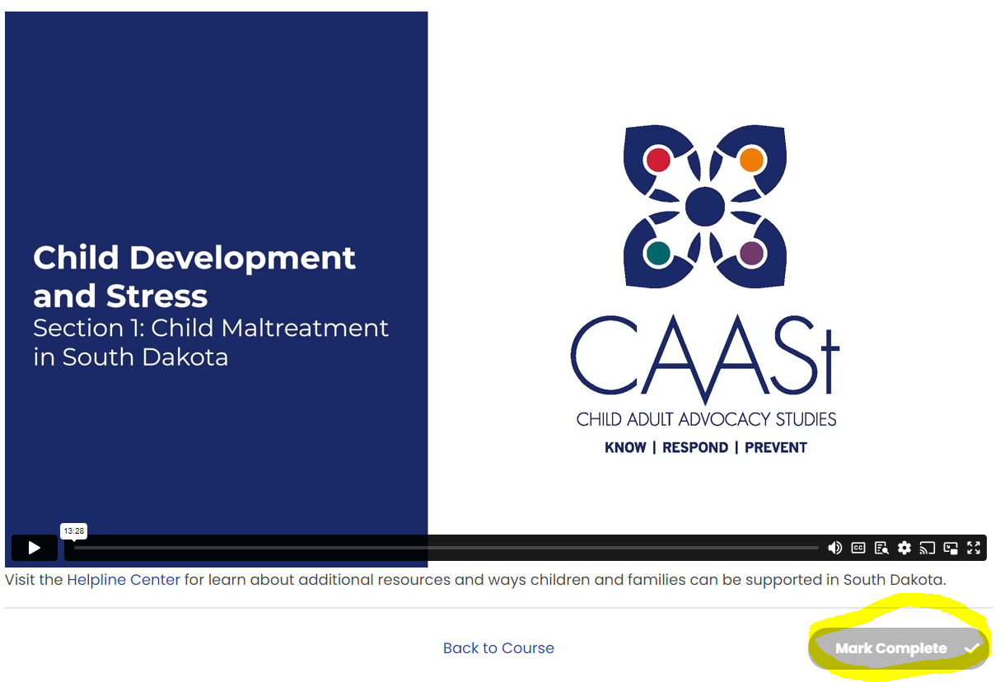 Child Development
and Stress
Section 1: Child Maltreatment
in South Dakota
CAASt
CHILD ADULT ADVOCACY STUDIES
KNOW | RESPOND | PREVENT
13:28
CC
Visit the Helpline Center for learn about additional resources and ways children and families can be supported in South Dakota.
Back to Course
Mark Complete